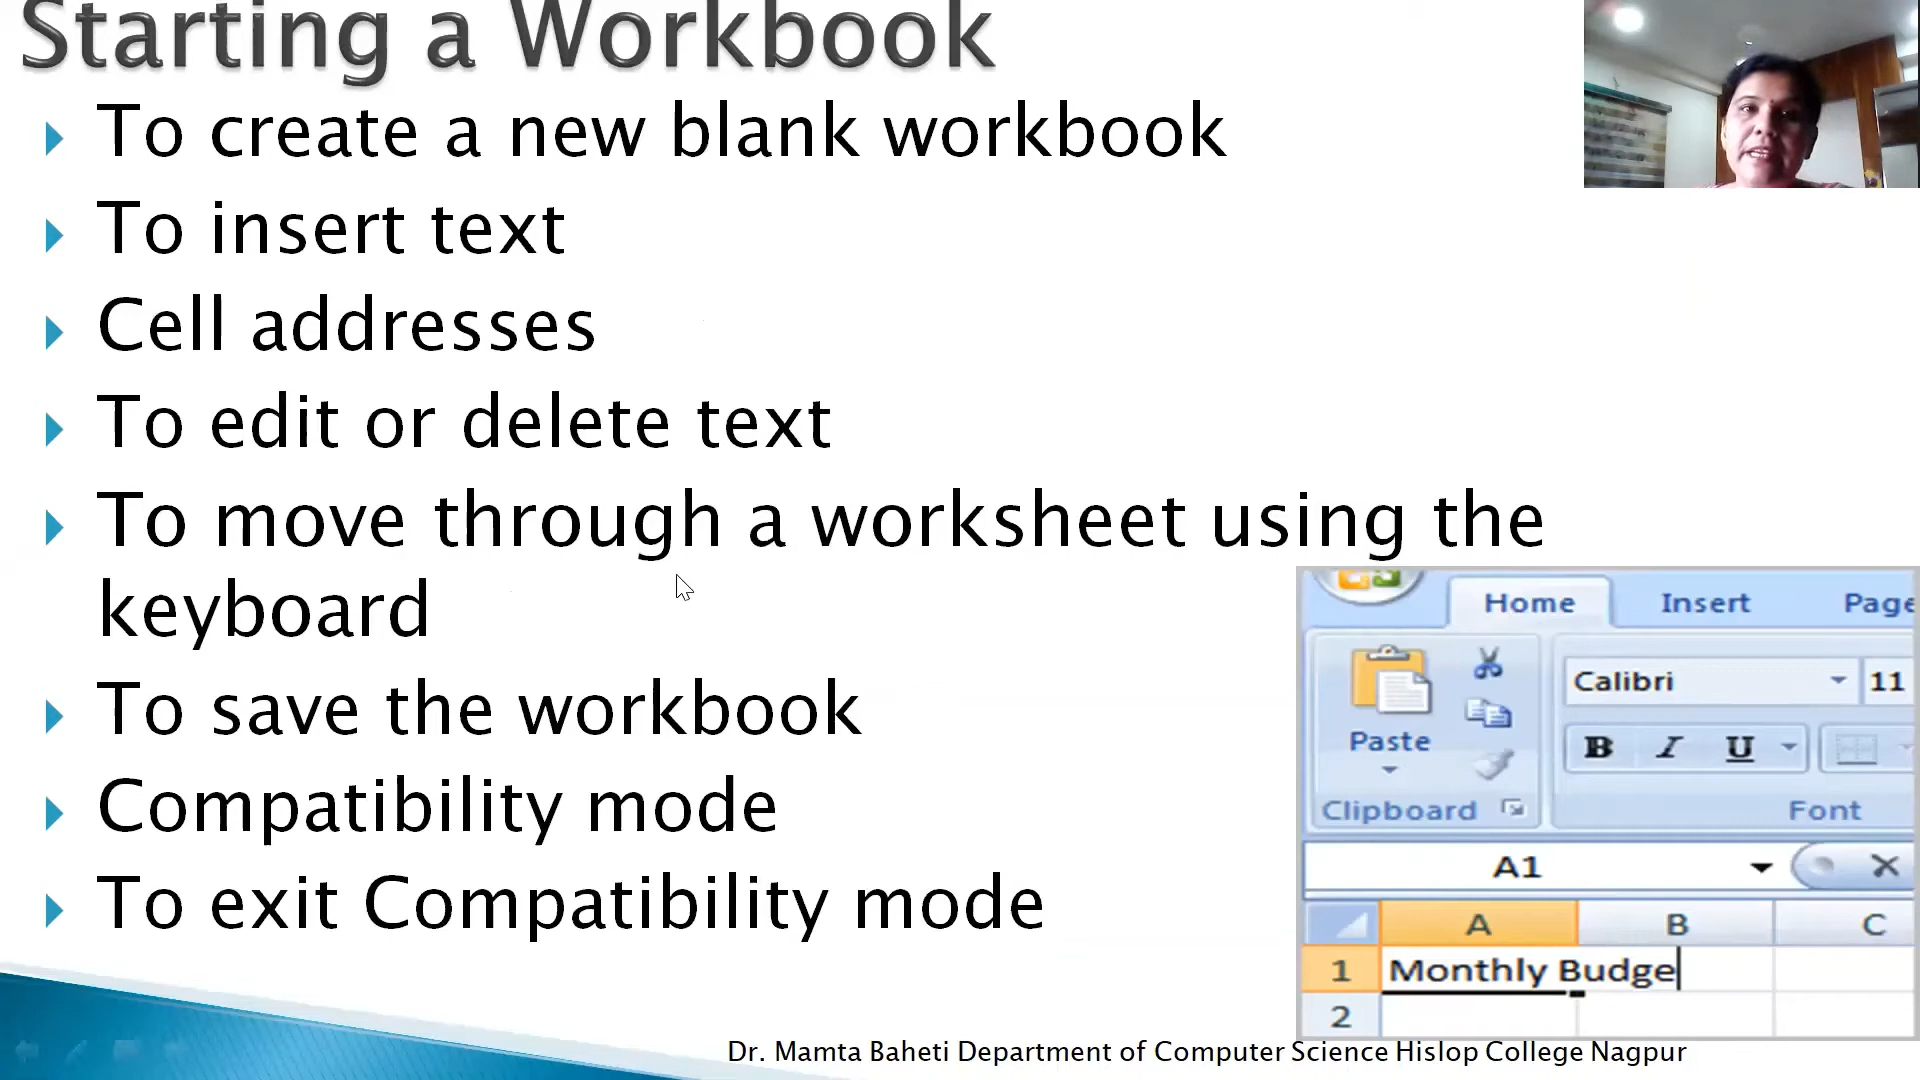 Starting a Workbook
To create a new blank workbook
To insert text
Cell addresses
To edit or delete text
To move through a worksheet using the
keyboard
To save the workbook
Compatibility mode
To exit Compatibility mode
Home Insert Page
Calibri 11
Paste B I U
Clipboard Font
A1
A B C
1 Monthly Budge
2
Dr. Mamta Baheti Department of Computer Science Hislop College Nagpur